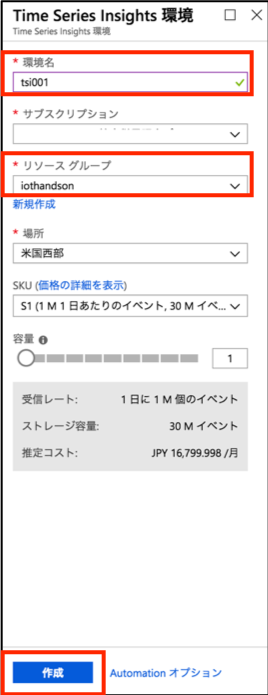 Time Series Insights 環境
Time Series Insights 環境
* 環境名
tsi001
* サブスクリプション
* リソース グループ
iothandson
新規作成
* 場所
米国西部
SKU (価格の詳細を表示)
S1 (1 M 1 日あたりのイベント, 30 M イベ...
容量
1
受信レート: 1 日に 1 M 個のイベント
ストレージ容量: 30 M イベント
推定コスト: JPY 16,799.998 /月
作成 Automation オプション